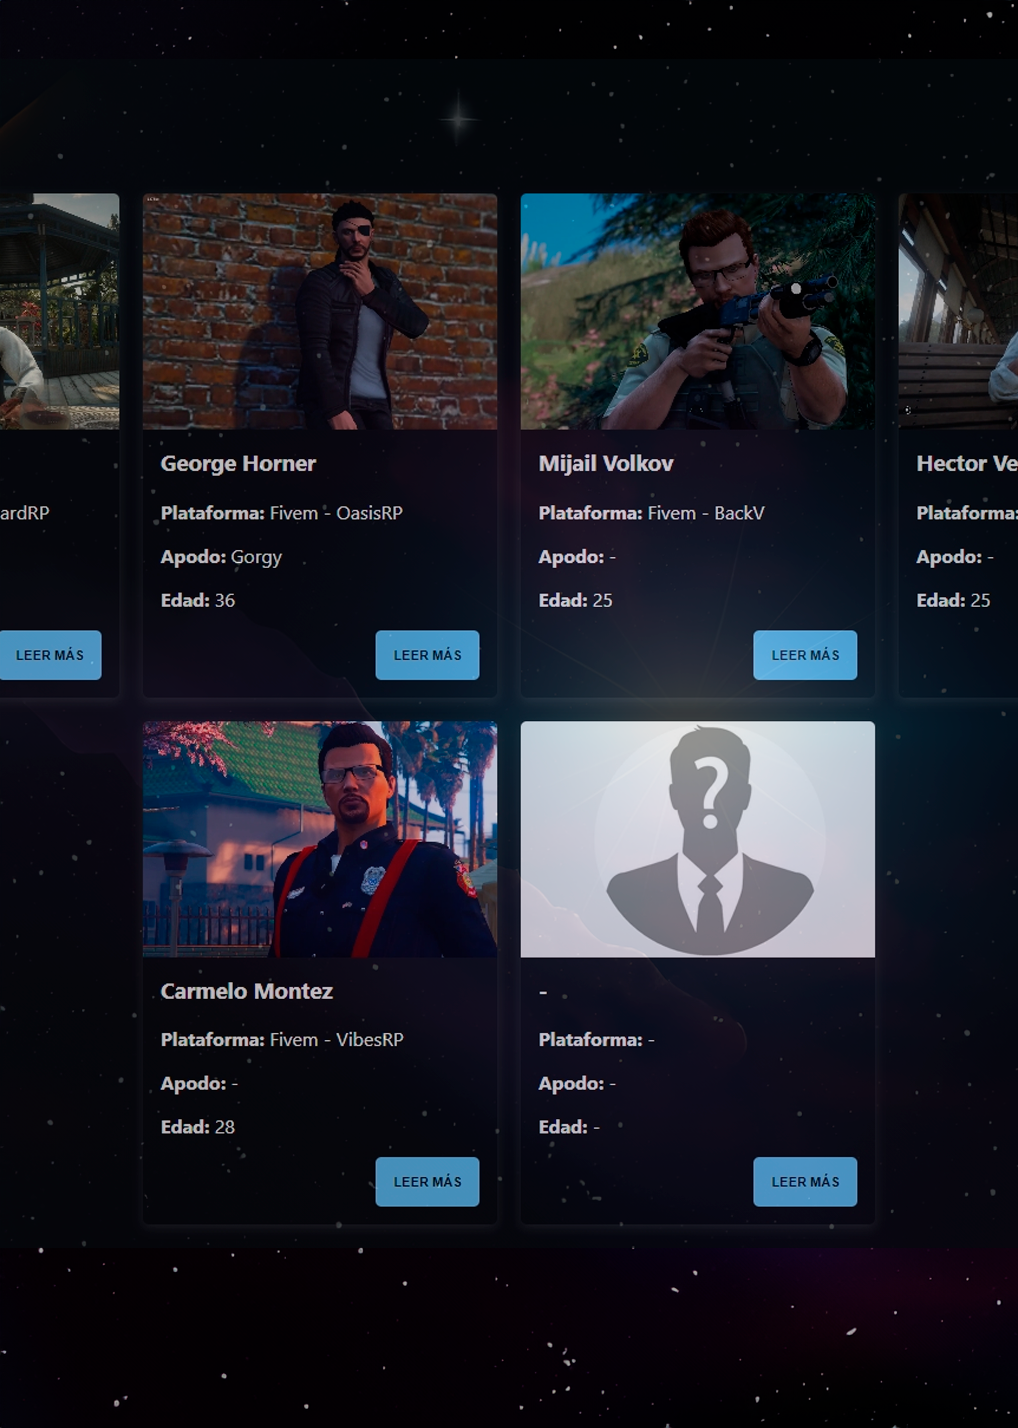 George Horner
Mijail Volkov
Hector Ve
ardRP
Plataforma: Fivem - OasisRP
Plataforma: Fivem - BackV
Plataforma:
Apodo: Gorgy
Apodo: -
Apodo: -
Edad: 36
Edad: 25
Edad: 25
LEER MÁS
LEER MÁS
LEER MÁS
Carmelo Montez
-
Plataforma: Fivem - VibesRP
Plataforma: -
Apodo: -
Apodo: -
Edad: 28
Edad: -
LEER MÁS
LEER MÁS
?